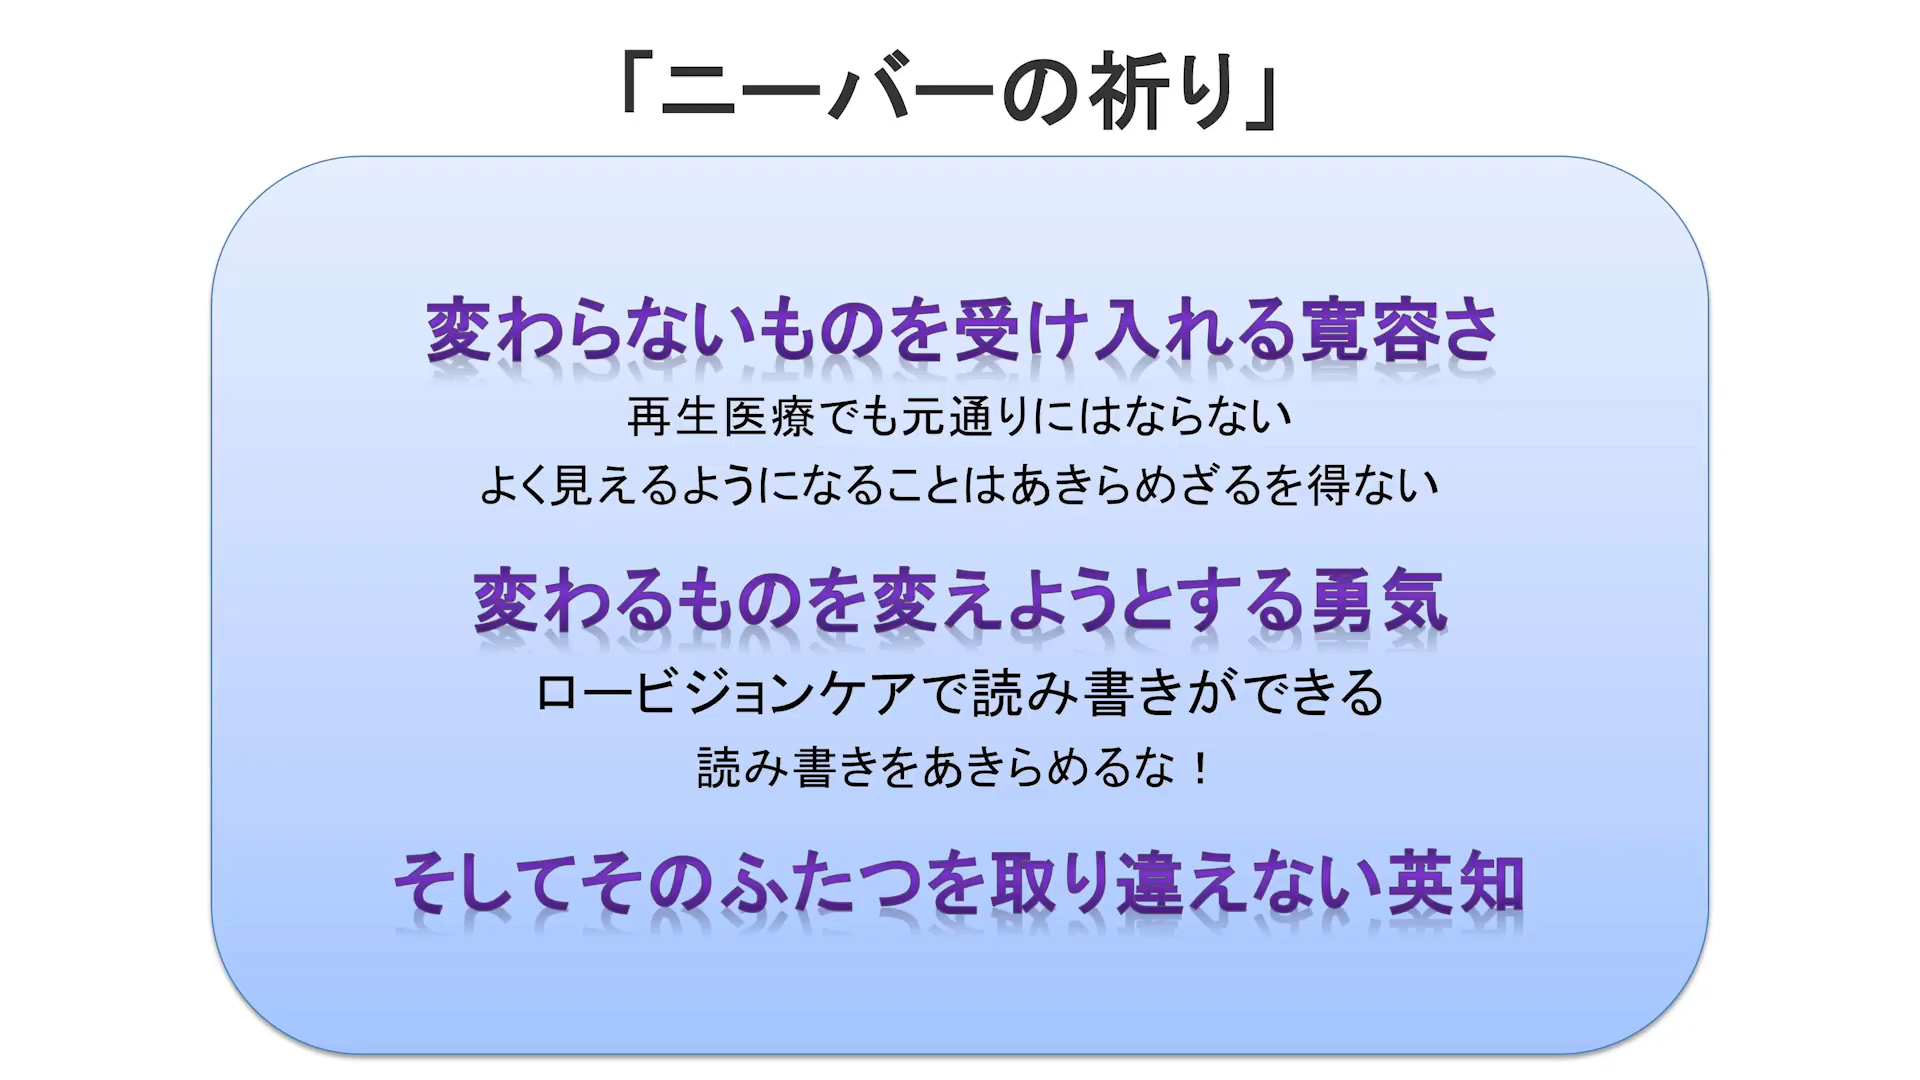 「ニーバーの祈り」
変わらないものを受け入れる寛容さ
再生医療でも元通りにはならない
よく見えるようになることはあきらめざるを得ない
変わるものを変えようとする勇気
ロービジョンケアで読み書きができる
読み書きをあきらめるな！
そしてそのふたつを取り違えない英知